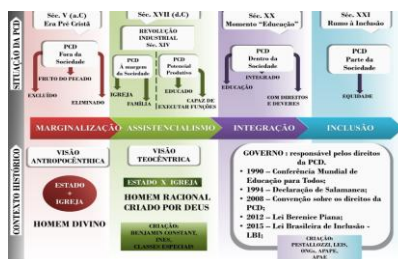 SITUAÇÃO DA PCD
Séc. V (a.C)
Era Pré Cristã
PCD
Fora da
Sociedade
FRUTO DO PECADO
EXCLUÍDO
ELIMINADO
Séc. XVII (d.C)
REVOLUÇÃO
INDUSTRIAL
Séc. XIV
PCD
À margem da
Sociedade
IGREJA
FAMÍLIA
PCD
Potencial
Produtiva
EDUCADO
CAPAZ DE
EXECUTAR FUNÇÕES
Séc. XX
Momento "Educação"
PCD
Dentro da
Sociedade
INTEGRADO
EDUCAÇÃO
COM DIREITOS
E DEVERES
Séc. XXI
Rumo à Inclusão
PCD
Parte da
Sociedade
EQUIDADE
MARGINALIZAÇÃO
ASSISTENCIALISMO
INTEGRAÇÃO
INCLUSÃO
CONTEXTO HISTÓRICO
VISÃO
ANTROPOCÊNTRICA
ESTADO
+
IGREJA
HOMEM DIVINO
VISÃO
TEOCÊNTRICA
ESTADO X IGREJA
HOMEM RACIONAL
CRIADO POR DEUS
CRIAÇÃO:
BENJAMIN CONSTANT,
INES,
CLASSES ESPECIAIS
GOVERNO : responsável pelos direitos
da PCD,
• 1990 – Conferência Mundial de
Educação para Todos;
• 1994 – Declaração de Salamanca;
• 2008 – Convenção sobre os direitos da
PCD;
• 2012 – Lei Berenice Piana;
• 2015 – Lei Brasileira de Inclusão -
LBI;
CRIAÇÃO:
PESTALLOZZI, LEIS,
ONGs, APAPE,
APAE